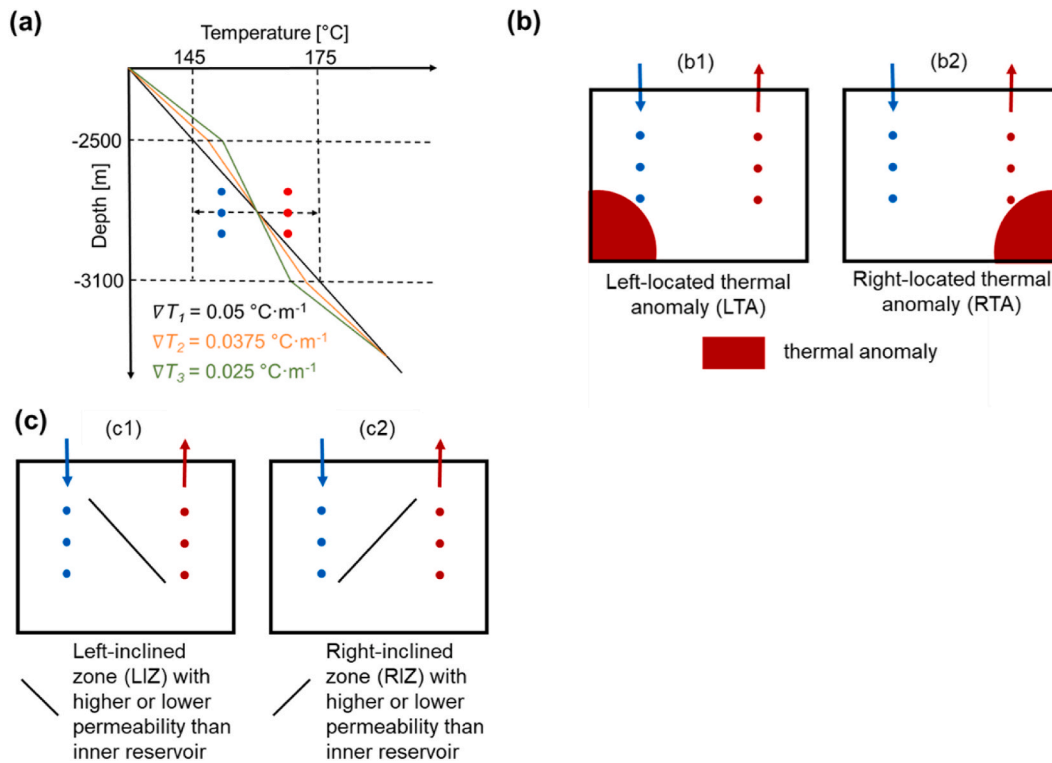 (a)
Temperature [°C]
145 175
-2500
Depth [m]
-3100
∇T₁ = 0.05 °C·m⁻¹
∇T₂ = 0.0375 °C·m⁻¹
∇T₃ = 0.025 °C·m⁻¹
(b)
(b1) (b2)
Left-located thermal
anomaly (LTA)
Right-located thermal
anomaly (RTA)
thermal anomaly
(c)
(c1) (c2)
Left-inclined
zone (LIZ) with
higher or lower
permeability than
inner reservoir
Right-inclined
zone (RIZ) with
higher or lower
permeability than
inner reservoir